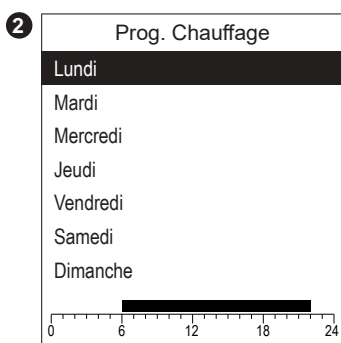 2
Prog. Chauffage
Lundi
Mardi
Mercredi
Jeudi
Vendredi
Samedi
Dimanche
0 6 12 18 24